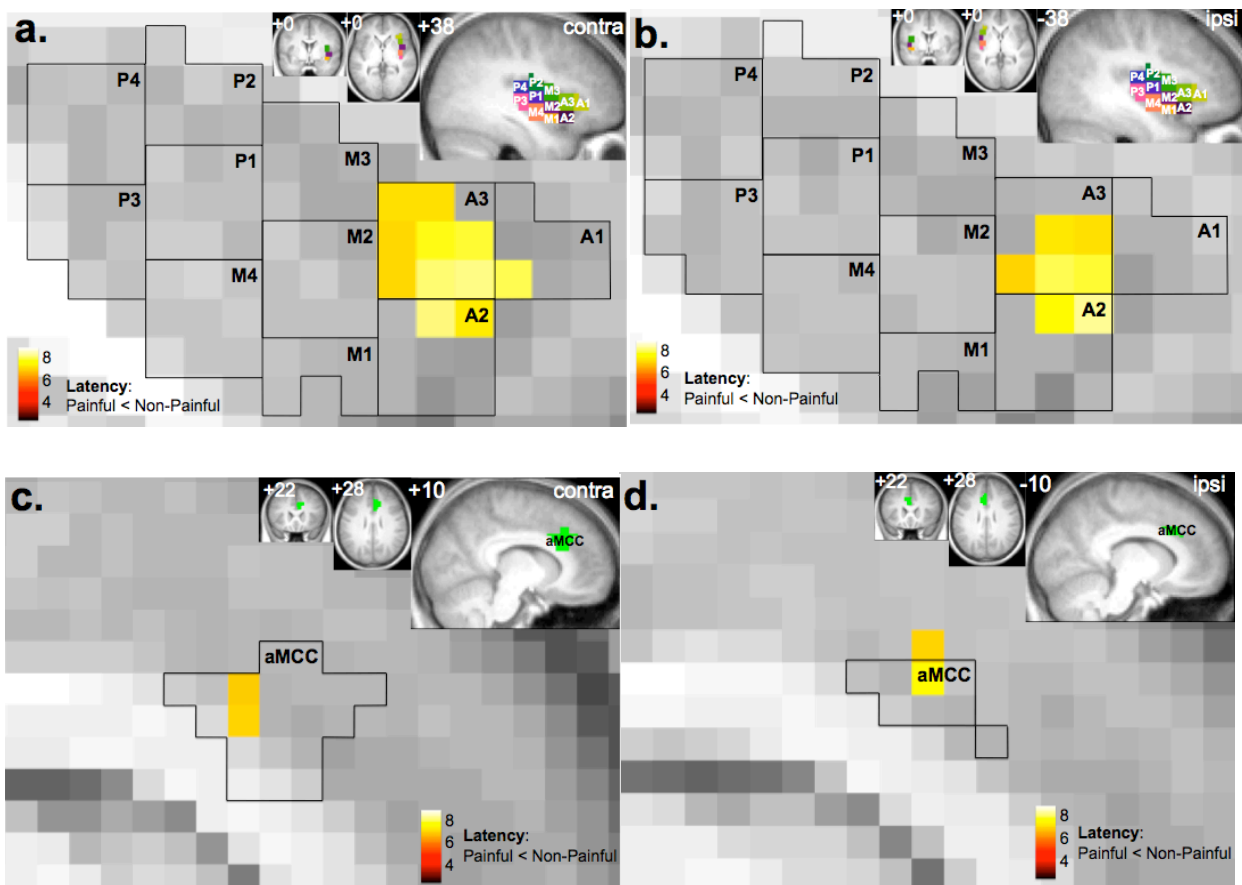 a.
+0
+0
+38
contra
P4
P2
M3
P1
A3
A1
P3
M2
M4
M1
A2
P4
P2
P1
M3
P3
A3
M2
A1
M4
A2
M1
8
6
4
Latency:
Painful < Non-Painful
b.
+0
+0
-38
ipsi
P4
P2
M3
P1
A3
A1
P3
M2
M4
M1
A2
P4
P2
P1
M3
P3
A3
M2
A1
M4
A2
M1
8
6
4
Latency:
Painful < Non-Painful
c.
+22
+28
+10
contra
aMCC
aMCC
8
6
4
Latency:
Painful < Non-Painful
d.
+22
+28
-10
ipsi
aMCC
aMCC
8
6
4
Latency:
Painful < Non-Painful